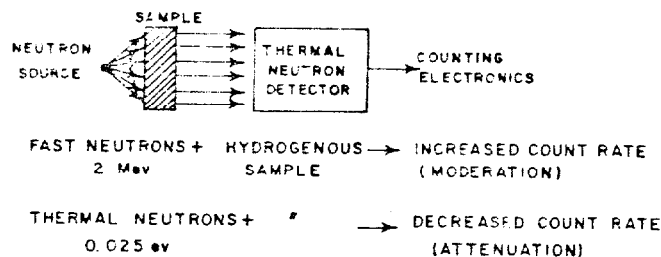 SAMPLE
NEUTRON
SOURCE
THERMAL
NEUTRON
DETECTOR
COUNTING
ELECTRONICS
FAST NEUTRONS + HYDROGENOUS INCREASED COUNT RATE
2 Mev SAMPLE (MODERATION)
THERMAL NEUTRONS + " DECREASED COUNT RATE
0.025 ev (ATTENUATION)